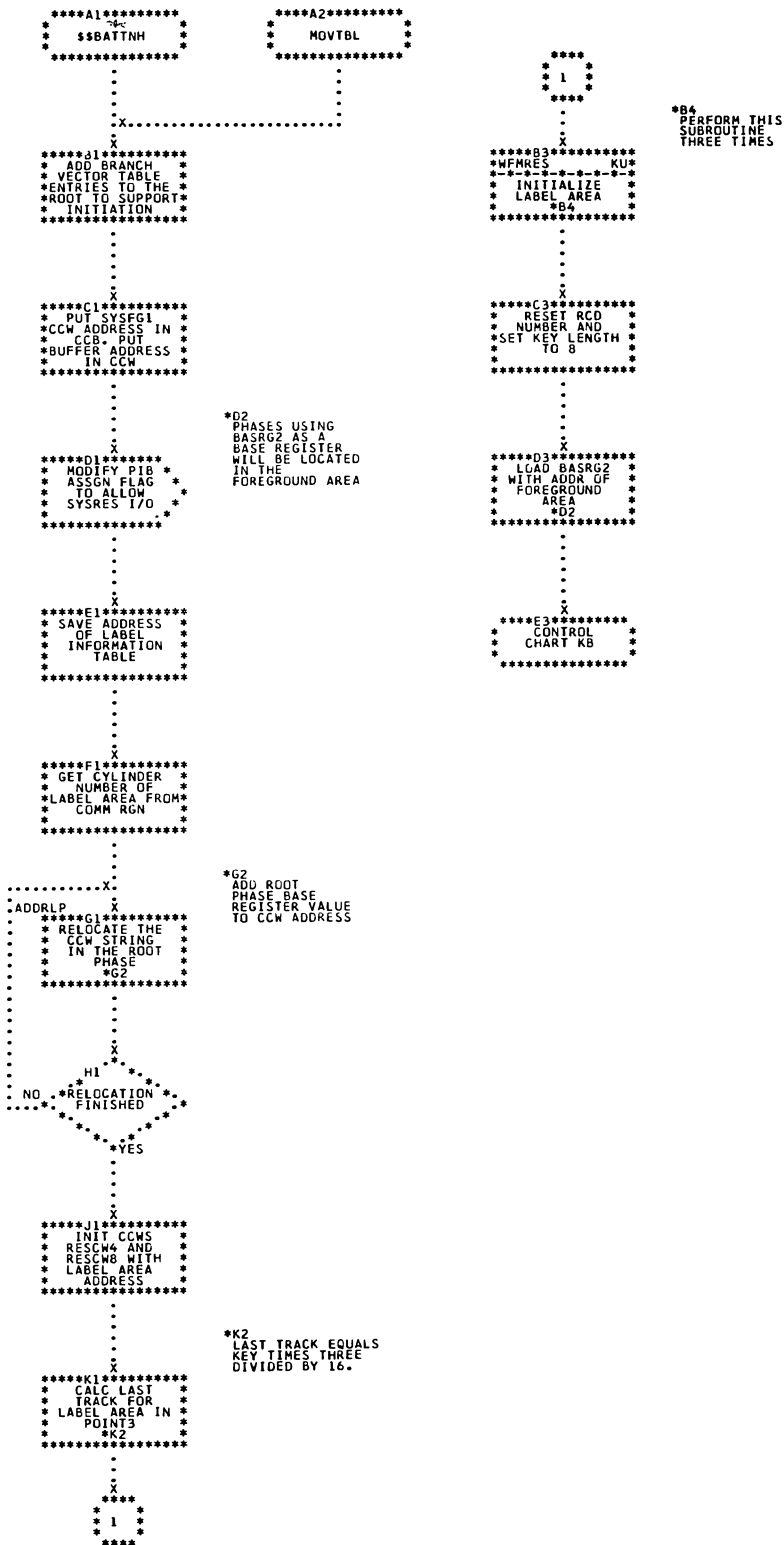 A1
$$BATTNH
A2
MOVTBL
B1
ADD BRANCH
VECTOR TABLE
ENTRIES TO THE
ROOT TO SUPPORT
INITIATION
C1
PUT SYSFG1
CCW ADDRESS IN
CCB. PUT
BUFFER ADDRESS
IN CCW
D1
MODIFY PIB
ASSGN FLAG
TO ALLOW
SYSRES I/O
*D2
PHASES USING
BASRG2 AS A
BASE REGISTER
WILL BE LOCATED
IN THE
FOREGROUND AREA
E1
SAVE ADDRESS
OF LABEL
INFORMATION
TABLE
F1
GET CYLINDER
NUMBER OF
LABEL AREA FROM
COMM RGN
*G2
ADD ROOT
PHASE BASE
REGISTER VALUE
TO CCW ADDRESS
ADDRLP
G1
RELOCATE THE
CCW STRING
IN THE ROOT
PHASE
*G2
H1
NO
RELOCATION
FINISHED
YES
J1
INIT CCWS
RESCW4 AND
RESCW8 WITH
LABEL AREA
ADDRESS
*K2
LAST TRACK EQUALS
KEY TIMES THREE
DIVIDED BY 16.
K1
CALC LAST
TRACK FOR
LABEL AREA IN
POINT3
*K2
1
1
*B4
PERFORM THIS
SUBROUTINE
THREE TIMES
B3
WFMRES KU
INITIALIZE
LABEL AREA
*B4
C3
RESET RCD
NUMBER AND
SET KEY LENGTH
TO 8
D3
LOAD BASRG2
WITH ADDR OF
FOREGROUND
AREA
*D2
E3
CONTROL
CHART KB